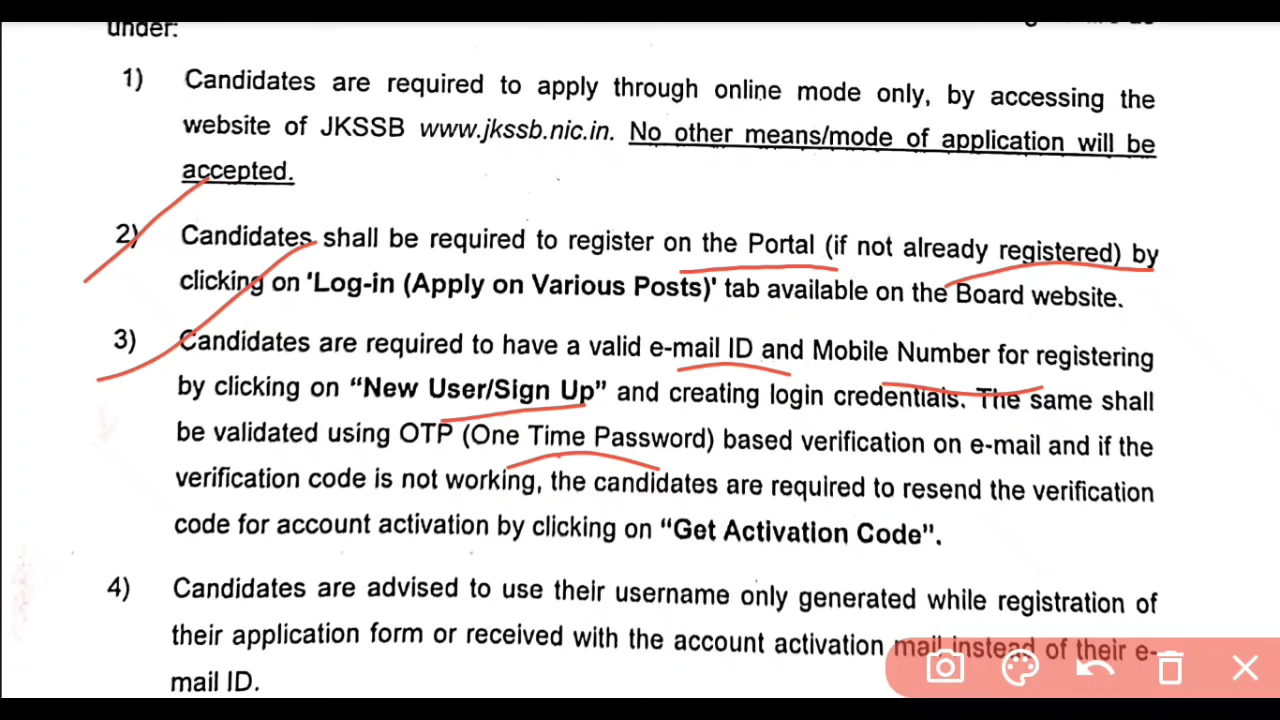 under:
1) Candidates are required to apply through online mode only, by accessing the
website of JKSSB www.jkssb.nic.in. No other means/mode of application will be
accepted.
2) Candidates shall be required to register on the Portal (if not already registered) by
clicking on 'Log-in (Apply on Various Posts)' tab available on the Board website.
3) Candidates are required to have a valid e-mail ID and Mobile Number for registering
by clicking on “New User/Sign Up” and creating login credentials. The same shall
be validated using OTP (One Time Password) based verification on e-mail and if the
verification code is not working, the candidates are required to resend the verification
code for account activation by clicking on “Get Activation Code”.
4) Candidates are advised to use their username only generated while registration of
their application form or received with the account activation mail instead of their e-
mail ID.